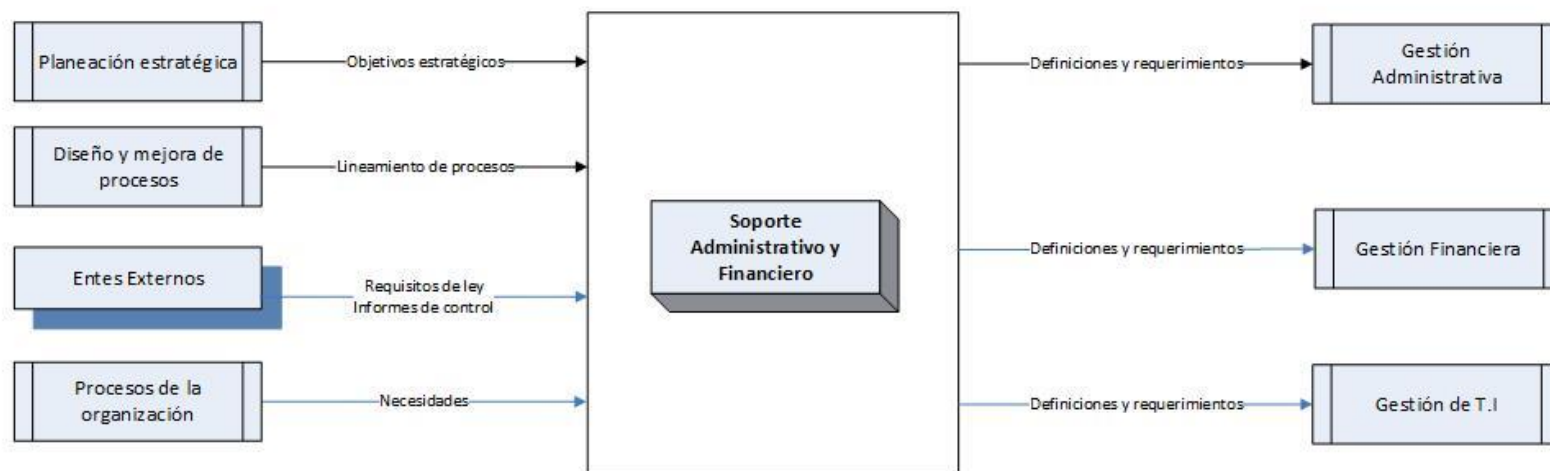 Planeación estratégica
Objetivos estratégicos
Definiciones y requerimientos
Gestión
Administrativa
Diseño y mejora de
procesos
Lineamiento de procesos
Soporte
Administrativo y
Financiero
Entes Externos
Requisitos de ley
Informes de control
Definiciones y requerimientos
Gestión Financiera
Procesos de la
organización
Necesidades
Definiciones y requerimientos
Gestión de T.I